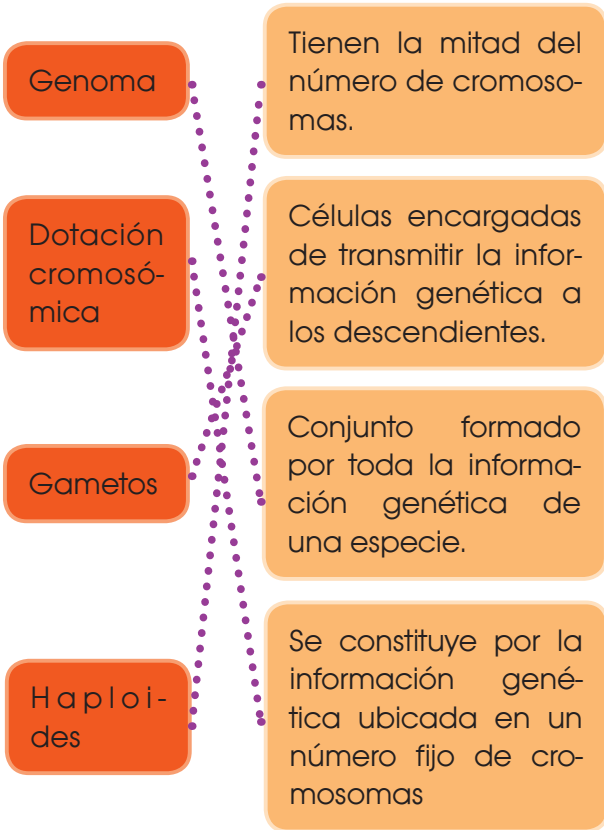 Genoma
Tienen la mitad del
número de cromoso-
mas.
Dotación
cromosó-
mica
Células encargadas
de transmitir la infor-
mación genética a
los descendientes.
Gametos
Conjunto formado
por toda la informa-
ción genética de
una especie.
Haploi-
des
Se constituye por la
información gené-
tica ubicada en un
número fijo de cro-
mosomas